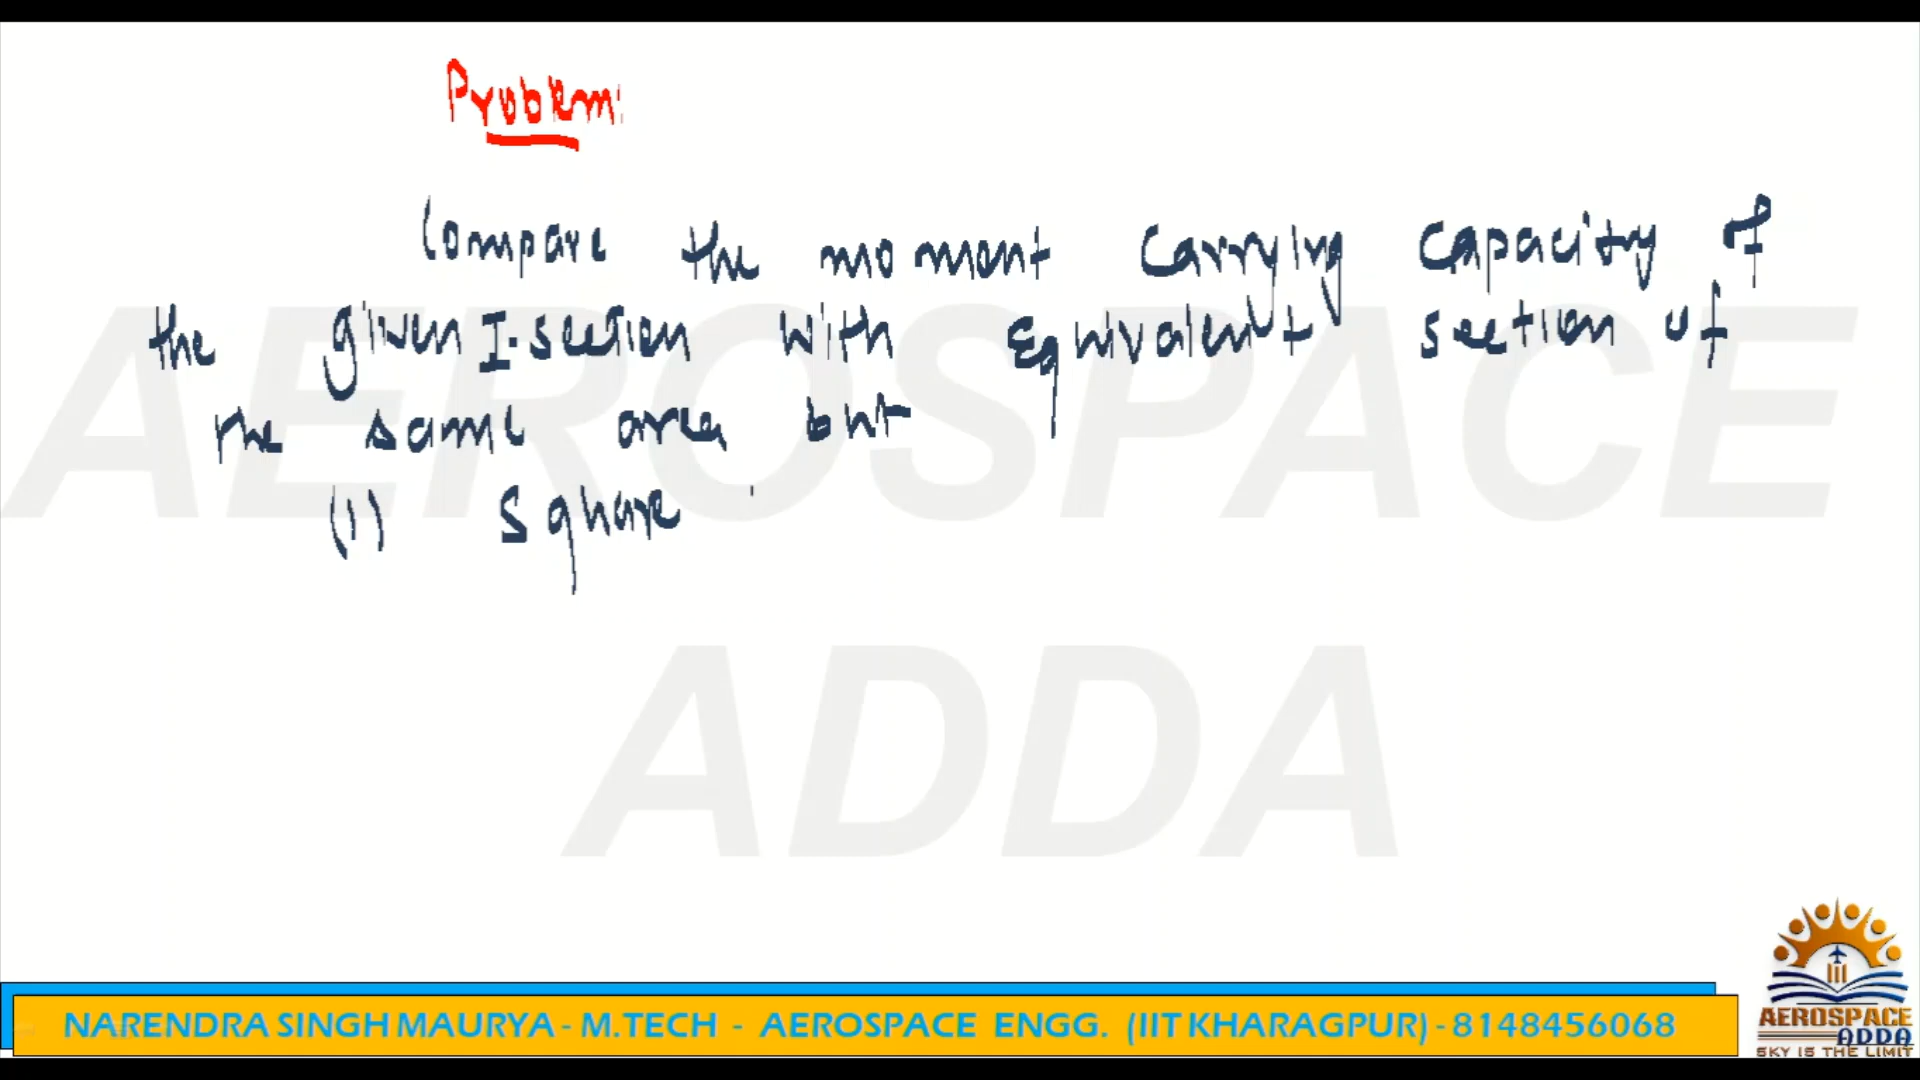 Problem:
Compare the moment carrying capacity of
the given I-section with Equivalent section of
the same area but
(1) Square
AEROSPACE
ADDA
NARENDRA SINGH MAURYA - M.TECH - AEROSPACE ENGG. (IIT KHARAGPUR) - 8148456068
AEROSPACE
ADDA
SKY IS THE LIMIT